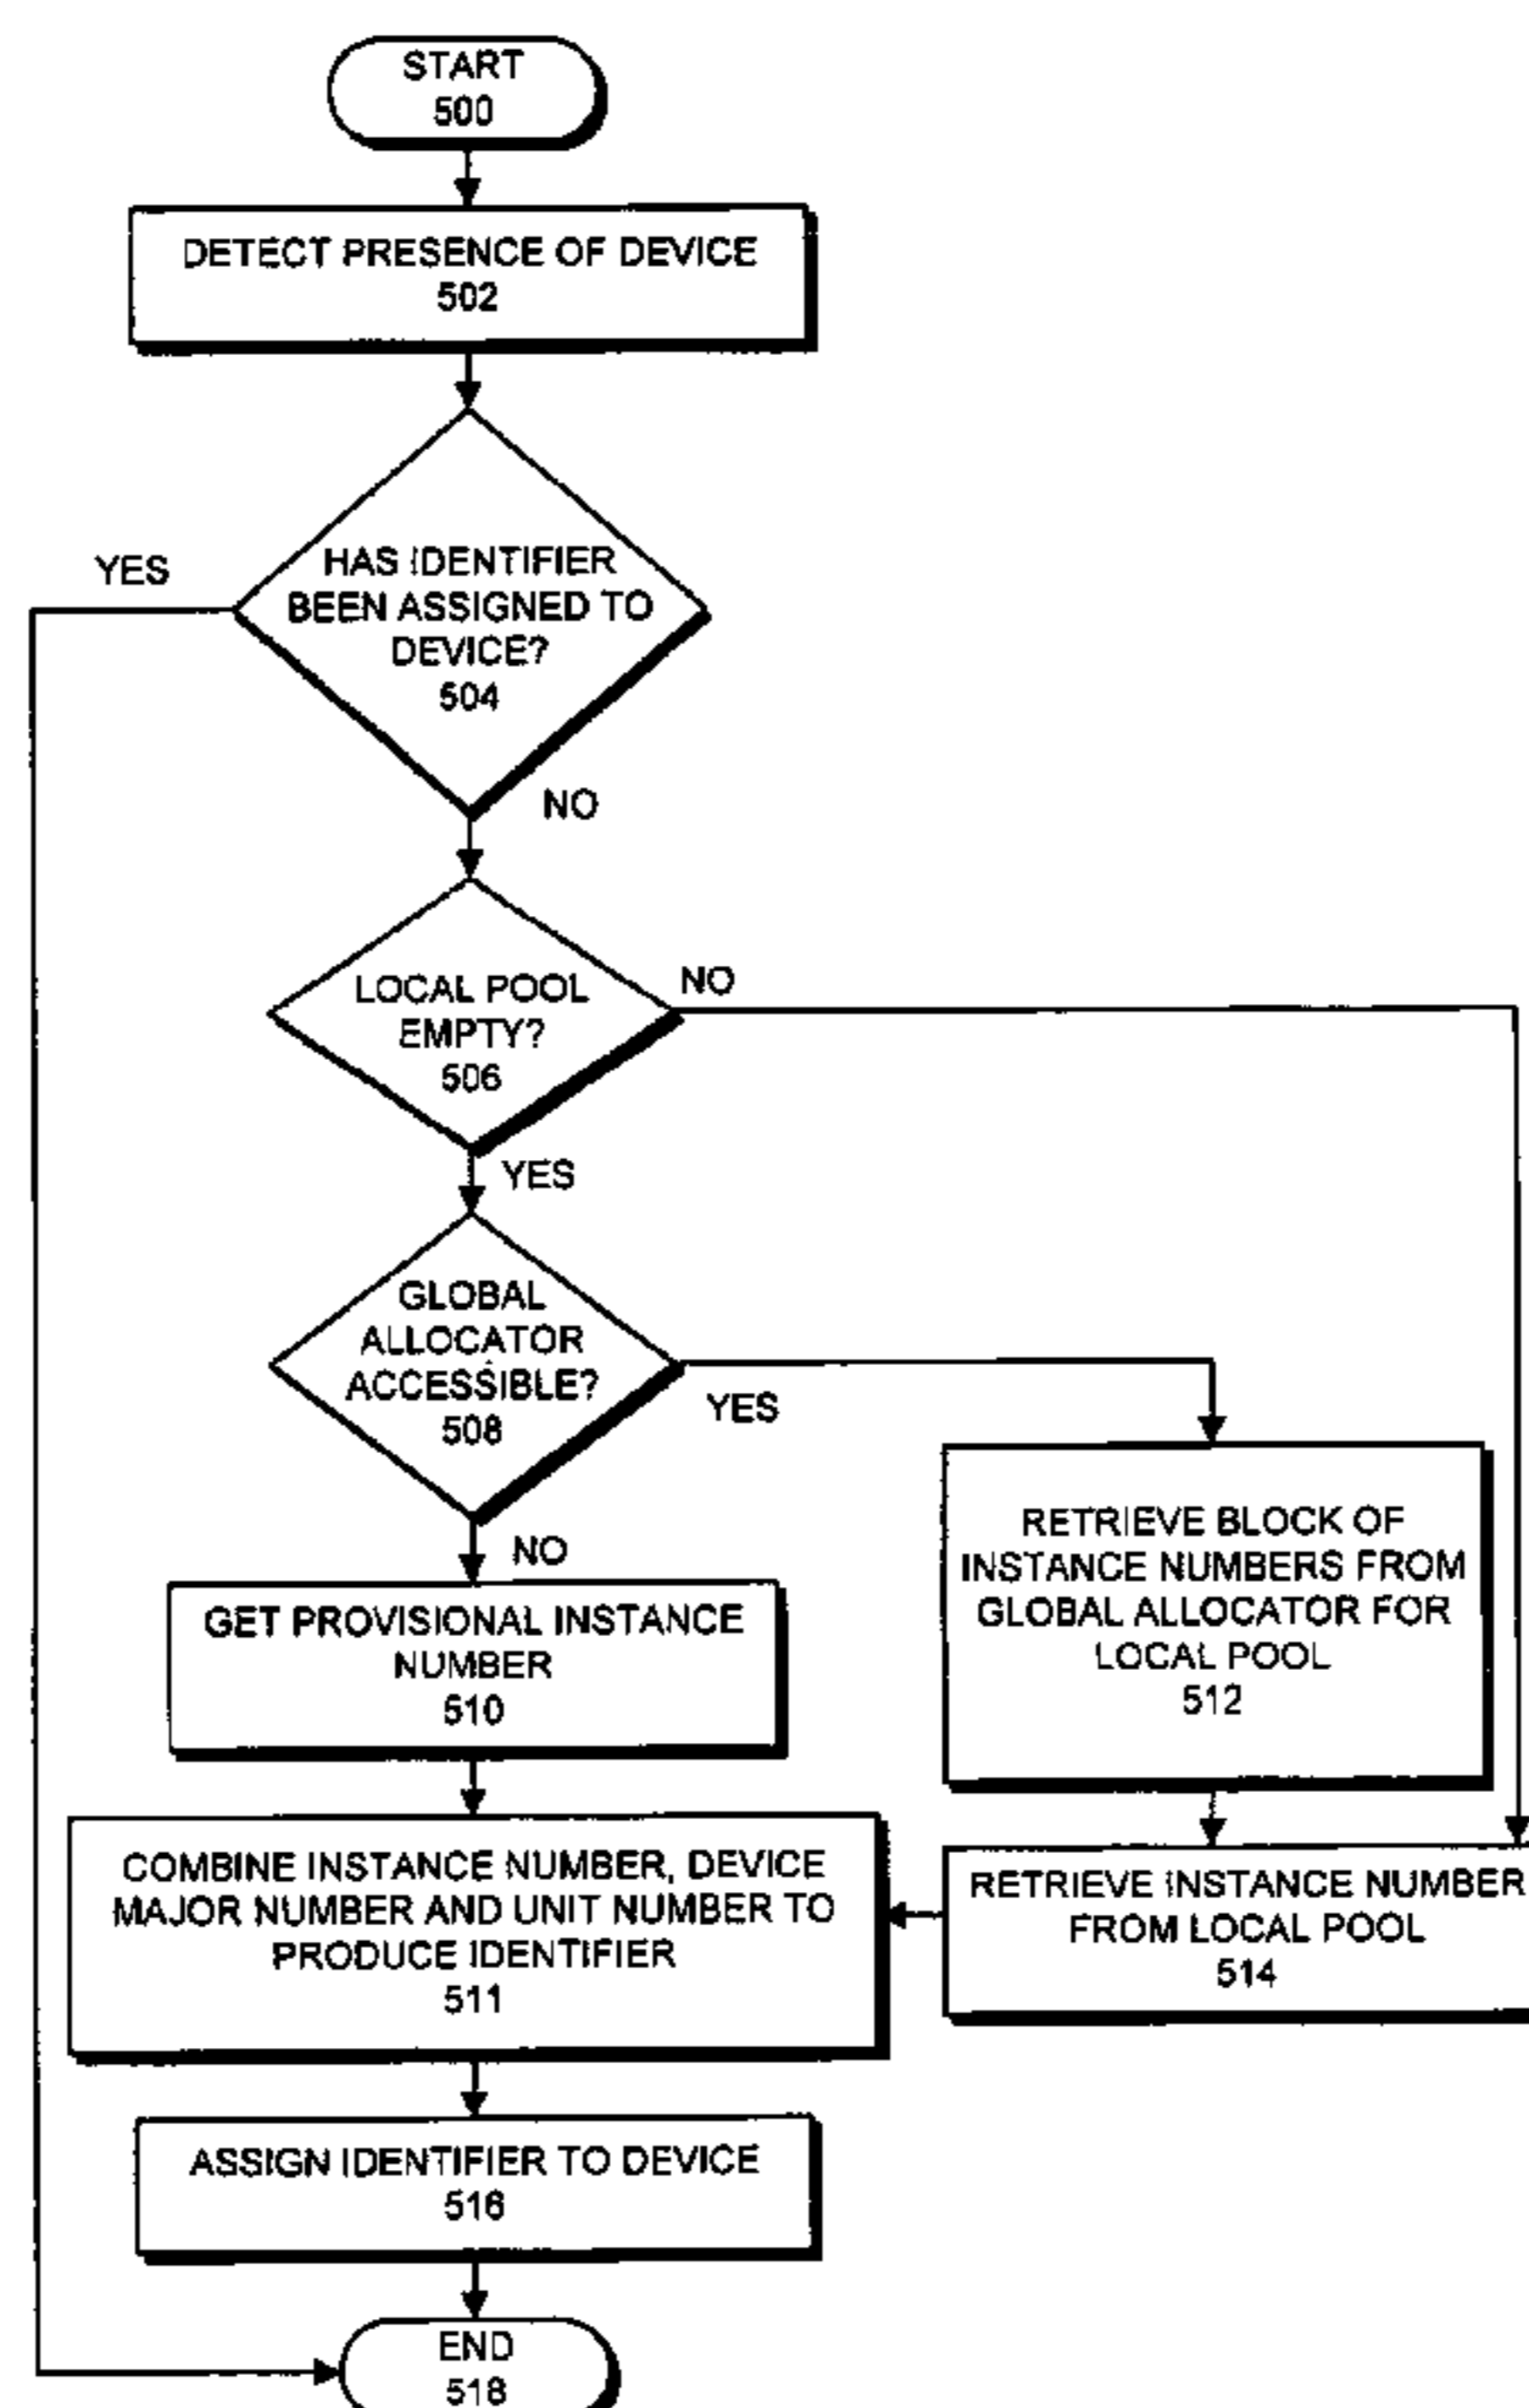 START
500
DETECT PRESENCE OF DEVICE
502
YES
HAS IDENTIFIER
BEEN ASSIGNED TO
DEVICE?
504
NO
LOCAL POOL
EMPTY?
506
NO
YES
GLOBAL
ALLOCATOR
ACCESSIBLE?
508
YES
NO
RETRIEVE BLOCK OF
INSTANCE NUMBERS FROM
GLOBAL ALLOCATOR FOR
LOCAL POOL
512
GET PROVISIONAL INSTANCE
NUMBER
510
COMBINE INSTANCE NUMBER, DEVICE
MAJOR NUMBER AND UNIT NUMBER TO
PRODUCE IDENTIFIER
511
RETRIEVE INSTANCE NUMBER
FROM LOCAL POOL
514
ASSIGN IDENTIFIER TO DEVICE
516
END
518